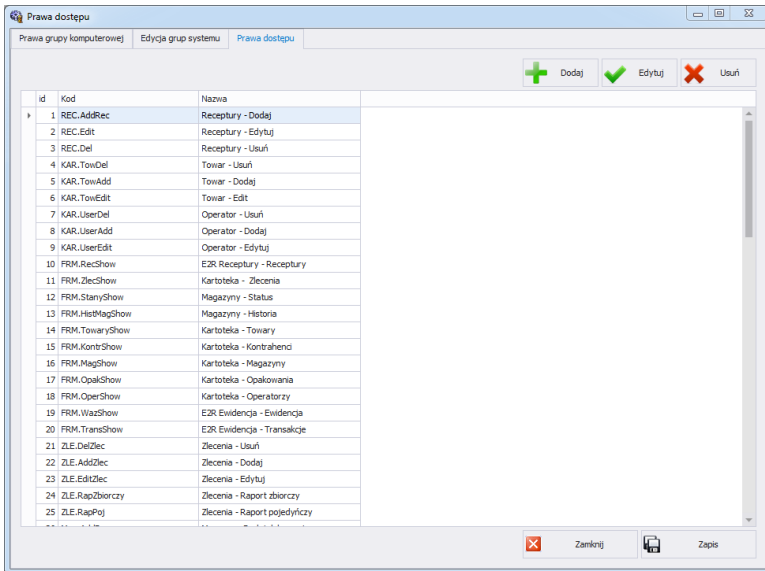 Prawa dostępu
Prawa grupy komputerowej Edycja grup systemu Prawa dostępu
Dodaj Edytuj Usuń
id Kod Nazwa
1 REC.AddRec Receptury - Dodaj
2 REC.Edit Receptury - Edytuj
3 REC.Del Receptury - Usuń
4 KAR.TowDel Towar - Usuń
5 KAR.TowAdd Towar - Dodaj
6 KAR.TowEdit Towar - Edit
7 KAR.UserDel Operator - Usuń
8 KAR.UserAdd Operator - Dodaj
9 KAR.UserEdit Operator - Edytuj
10 FRM.RecShow E2R Receptury - Receptury
11 FRM.ZlecShow Kartoteka - Zlecenia
12 FRM.StanyShow Magazyny - Status
13 FRM.HistMagShow Magazyny - Historia
14 FRM.TowaryShow Kartoteka - Towary
15 FRM.KontrShow Kartoteka - Kontrahenci
16 FRM.MagShow Kartoteka - Magazyny
17 FRM.OpakShow Kartoteka - Opakowania
18 FRM.OperShow Kartoteka - Operatorzy
19 FRM.WazShow E2R Ewidencja - Ewidencja
20 FRM.TransShow E2R Ewidencja - Transakcje
21 ZLE.DelZlec Zlecenia - Usuń
22 ZLE.AddZlec Zlecenia - Dodaj
23 ZLE.EditZlec Zlecenia - Edytuj
24 ZLE.RapZbiorczy Zlecenia - Raport zbiorczy
25 ZLE.RapPoj Zlecenia - Raport pojedyńczy
Zamknij Zapis